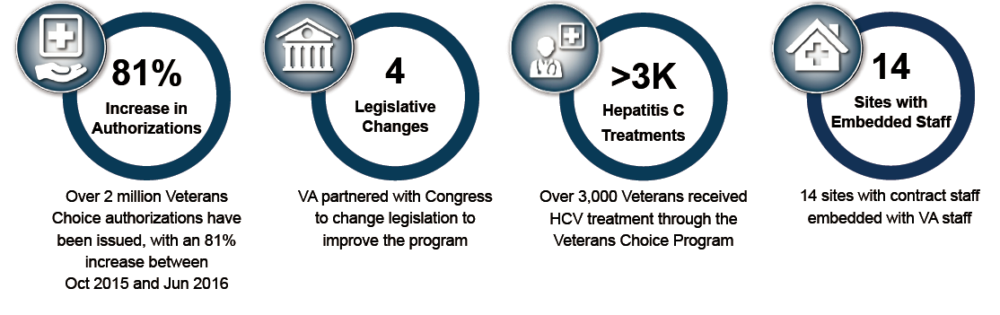 81%
Increase in
Authorizations
Over 2 million Veterans
Choice authorizations have
been issued, with an 81%
increase between
Oct 2015 and Jun 2016
4
Legislative
Changes
VA partnered with Congress
to change legislation to
improve the program
>3K
Hepatitis C
Treatments
Over 3,000 Veterans received
HCV treatment through the
Veterans Choice Program
14
Sites with
Embedded Staff
14 sites with contract staff
embedded with VA staff